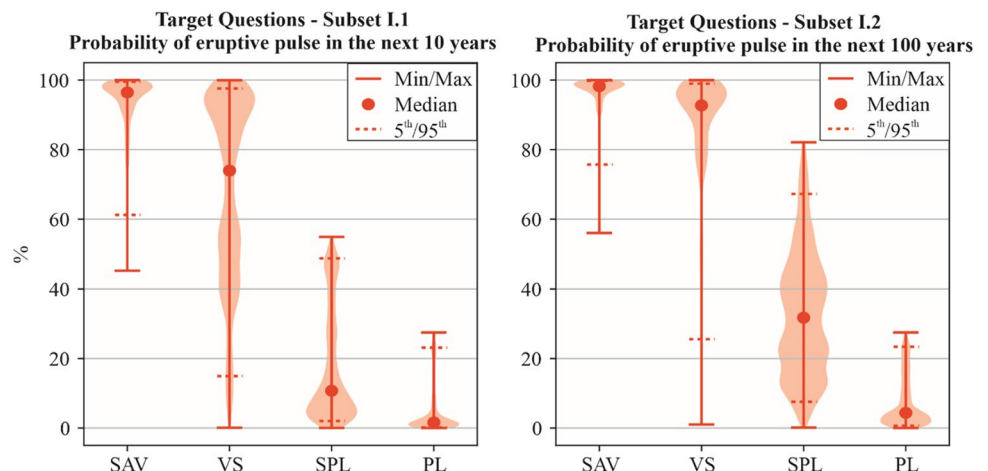 Target Questions - Subset I.1
Probability of eruptive pulse in the next 10 years
100
80
60
40
20
0
%
SAV VS SPL PL
Min/Max
Median
5th/95th
Target Questions - Subset I.2
Probability of eruptive pulse in the next 100 years
100
80
60
40
20
0
SAV VS SPL PL
Min/Max
Median
5th/95th